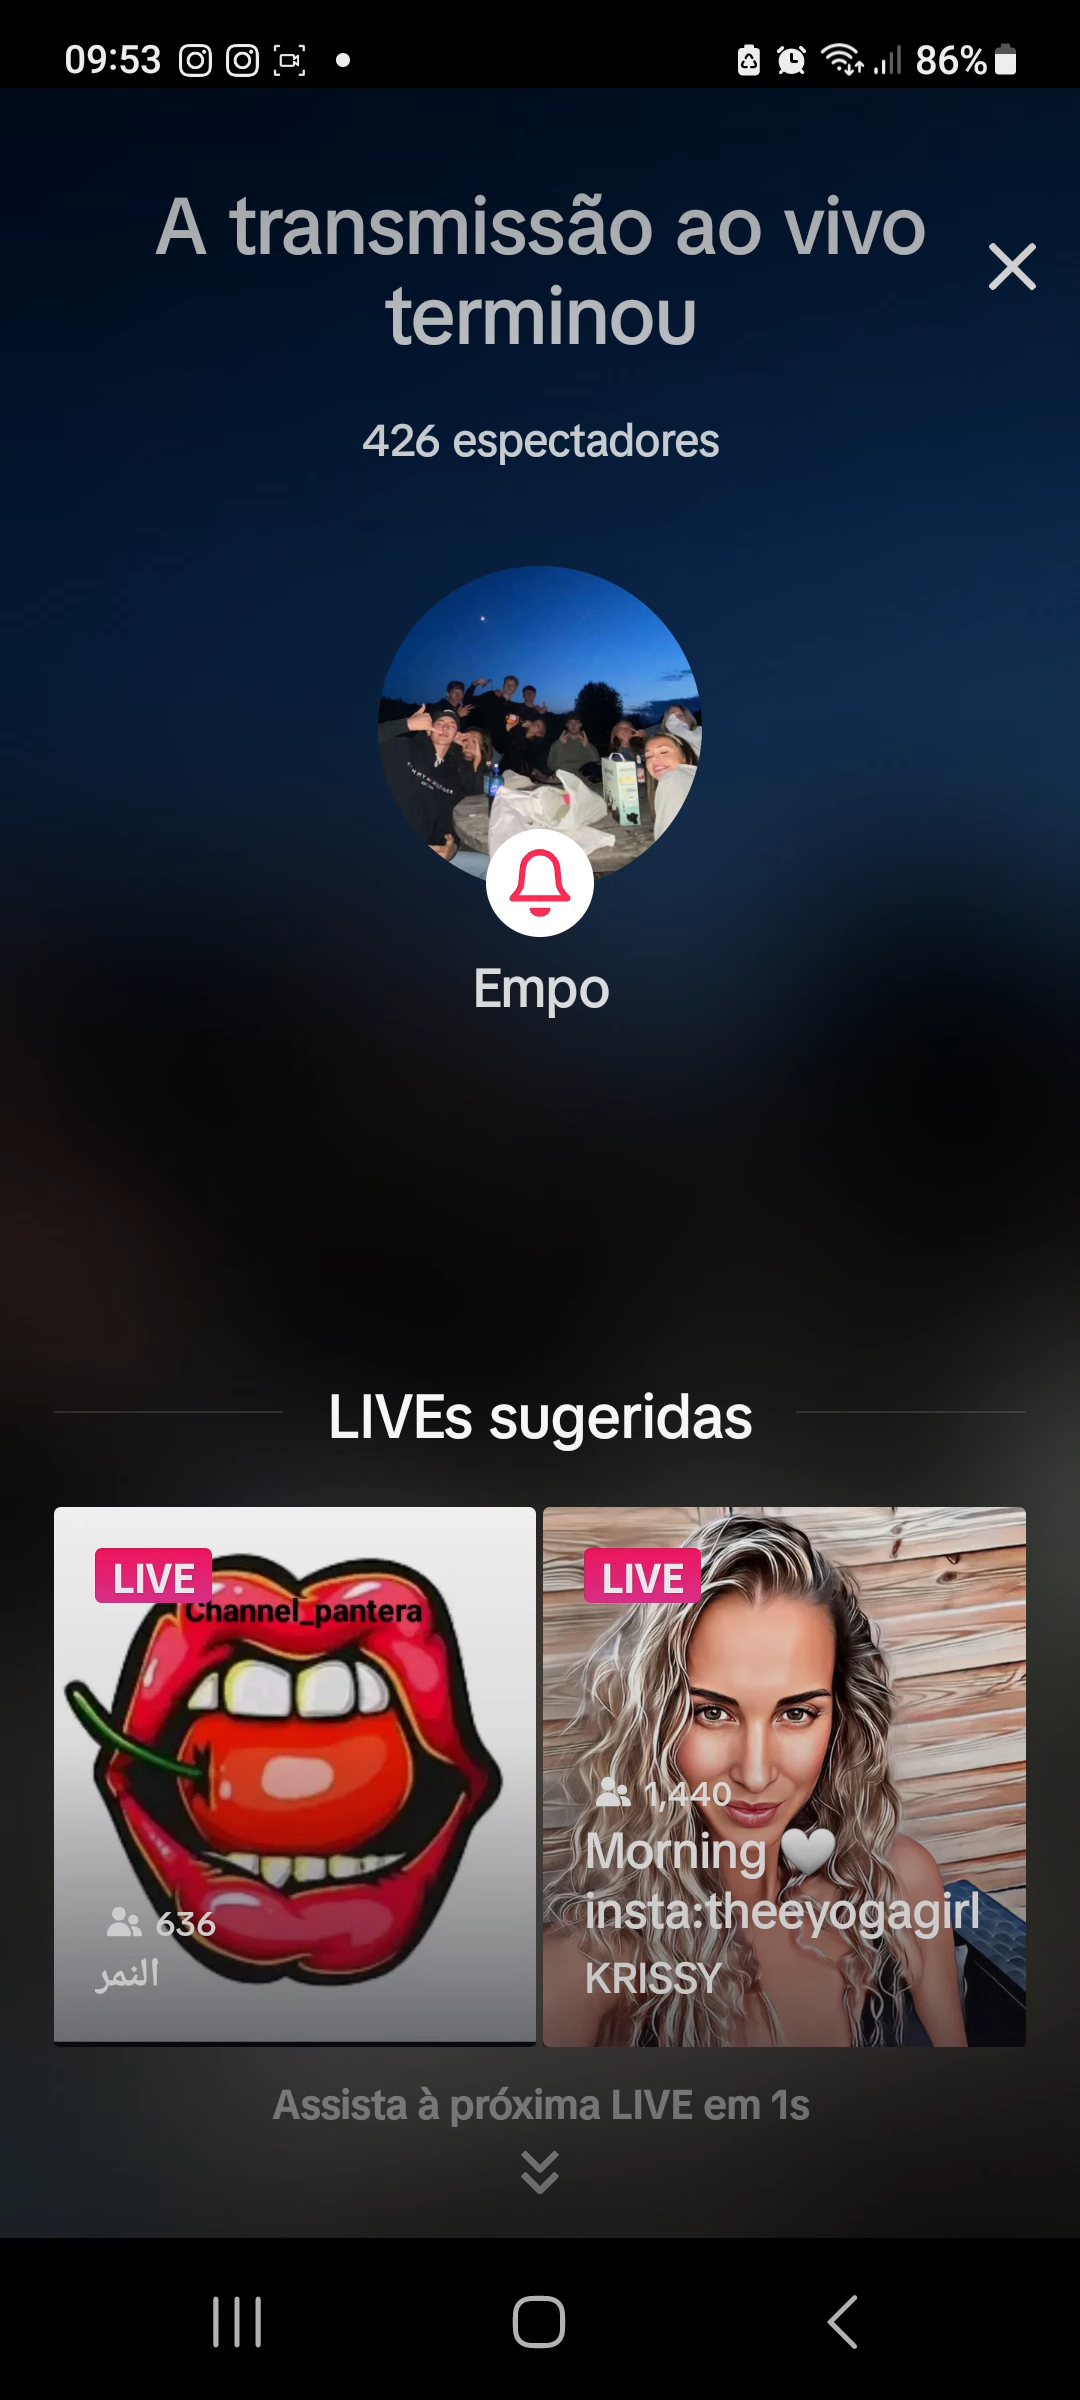 09:53
86%
A transmissão ao vivo
terminou
426 espectadores
Empo
LIVEs sugeridas
LIVE
Channel_pantera
636
النمر
LIVE
1,440
Morning 🤍
insta:theeyogagirl
KRISSY
Assista à próxima LIVE em 1s